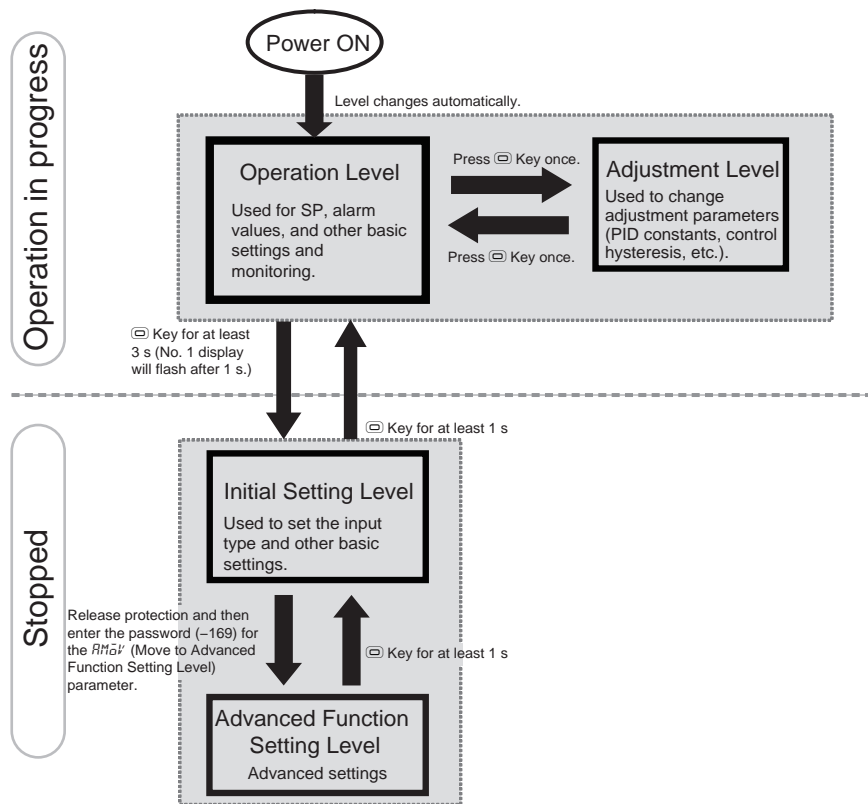 Operation in progress
Power ON
Level changes automatically.
Operation Level
Used for SP, alarm
values, and other basic
settings and
monitoring.
Press Key once.
Press Key once.
Adjustment Level
Used to change
adjustment parameters
(PID constants, control
hysteresis, etc.).
Key for at least
3 s (No. 1 display
will flash after 1 s.)
Key for at least 1 s
Stopped
Initial Setting Level
Used to set the input
type and other basic
settings.
Release protection and then
enter the password (–169) for
the AMoV (Move to Advanced
Function Setting Level)
parameter.
Key for at least 1 s
Advanced Function
Setting Level
Advanced settings